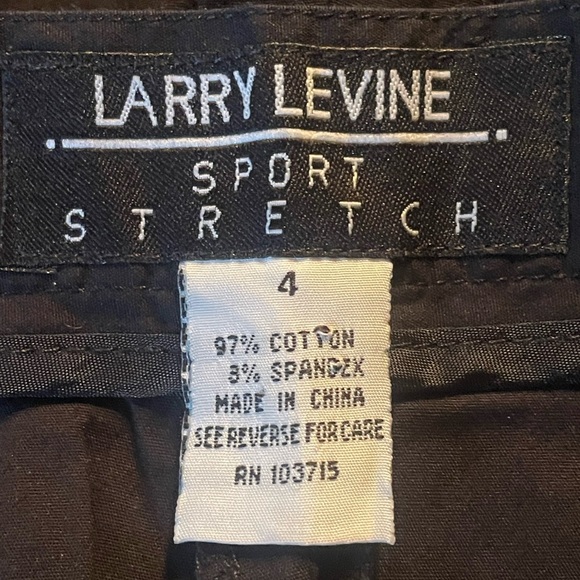 LARRY LEVINE
SPORT
STRETCH
4
97% COTTON
3% SPANDEX
MADE IN CHINA
SEE REVERSE FOR CARE
RN 103715